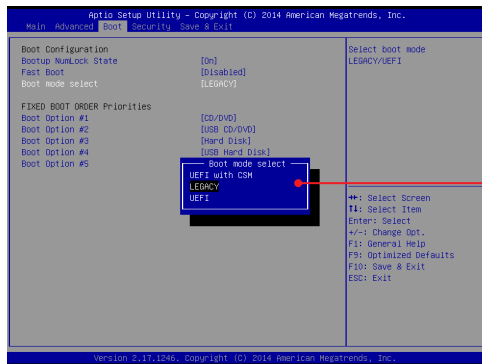 Aptio Setup Utility – Copyright (C) 2014 American Megatrends, Inc.
Main Advanced Boot Security Save & Exit
Boot Configuration
Bootup NumLock State [On]
Fast Boot [Disabled]
Boot mode select [LEGACY]
FIXED BOOT ORDER Priorities
Boot Option #1 [CD/DVD]
Boot Option #2 [USB CD/DVD]
Boot Option #3 [Hard Disk]
Boot Option #4 [USB Hard Disk]
Boot Option #5
Boot mode select
UEFI with CSM
LEGACY
UEFI
Select boot mode
LEGACY/UEFI
→←: Select Screen
↑↓: Select Item
Enter: Select
+/-: Change Opt.
F1: General Help
F9: Optimized Defaults
F10: Save & Exit
ESC: Exit
Version 2.17.1246. Copyright (C) 2014 American Megatrends, Inc.